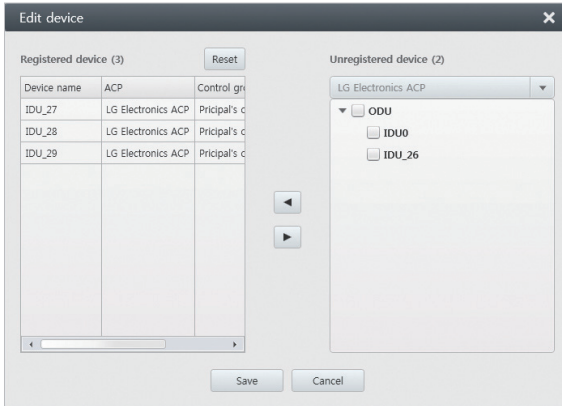 Edit device
Registered device (3)
Reset
Unregistered device (2)
Device name ACP Control gr
IDU_27 LG Electronics ACP Pricipal's c
IDU_28 LG Electronics ACP Pricipal's c
IDU_29 LG Electronics ACP Pricipal's c
LG Electronics ACP
ODU
IDU0
IDU_26
Save
Cancel